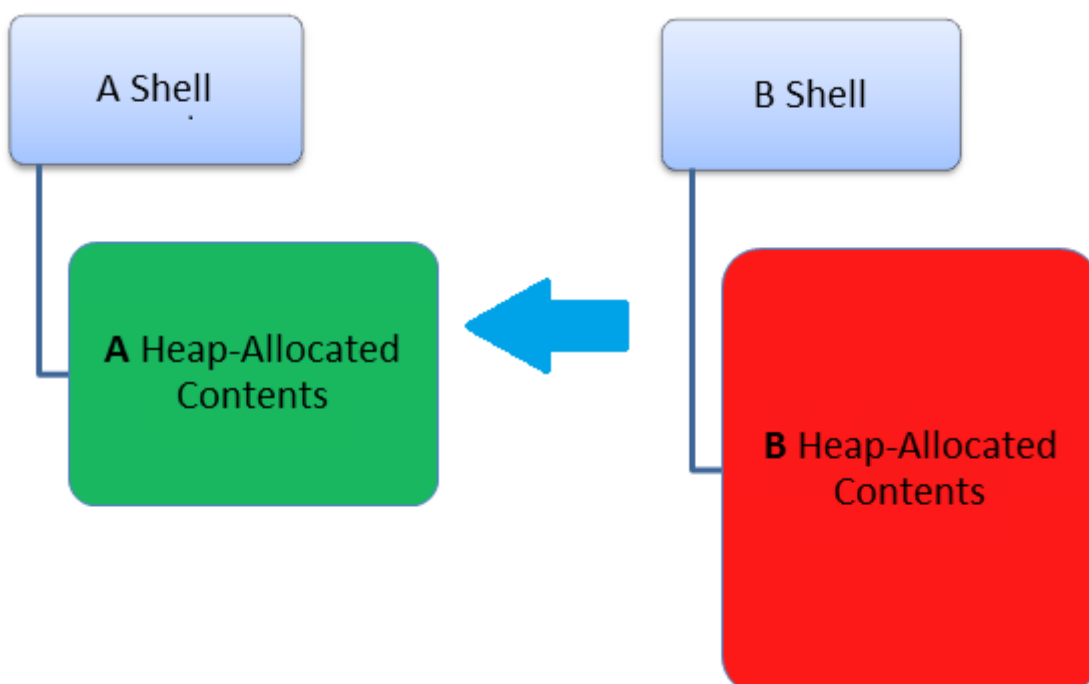 A Shell
B Shell
A Heap-Allocated
Contents
B Heap-Allocated
Contents